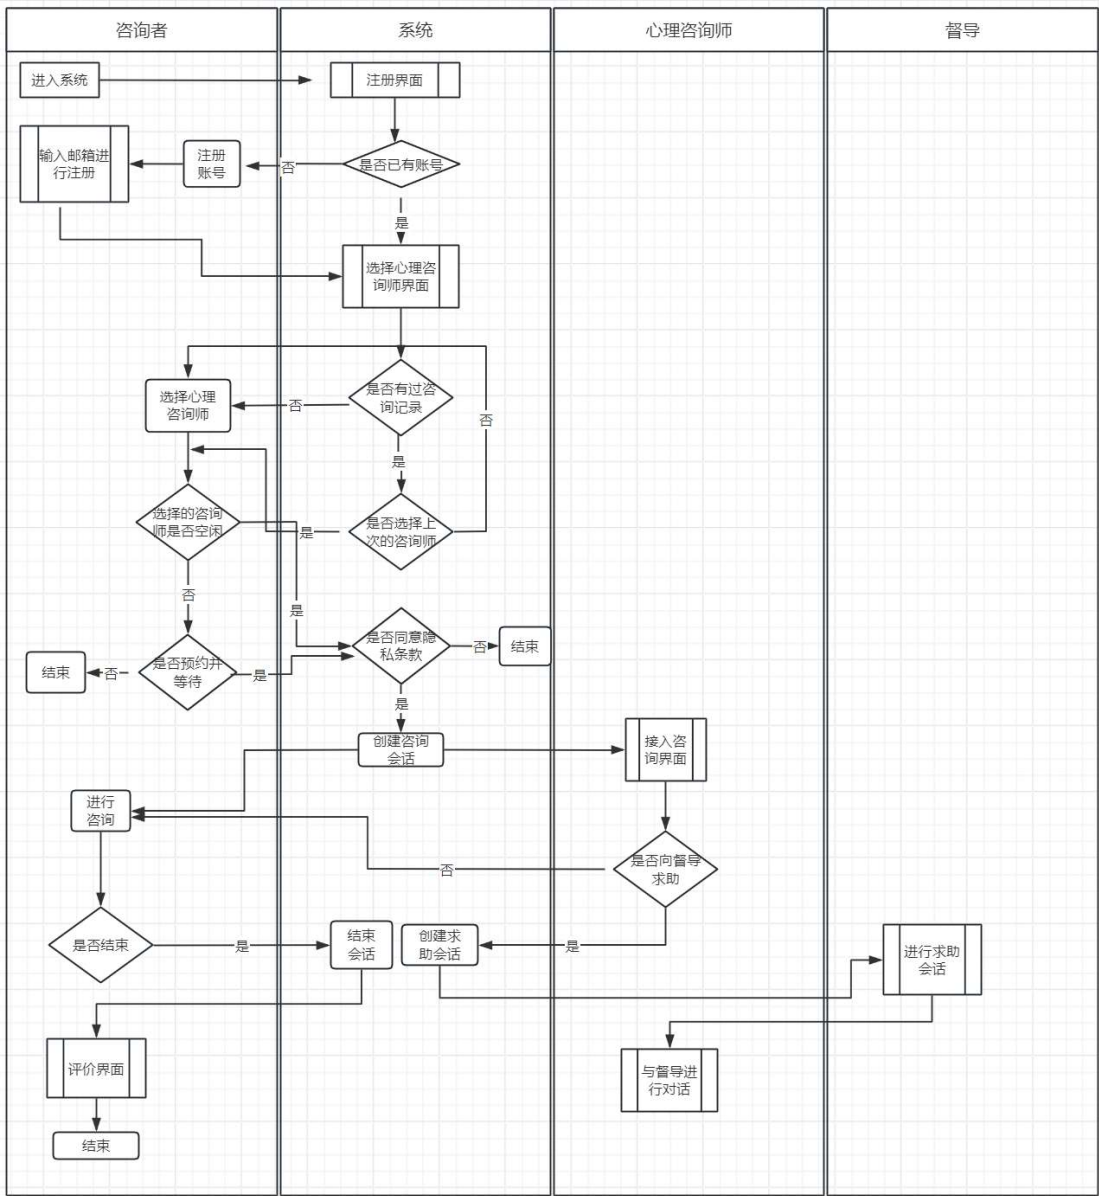 咨询者
系统
心理咨询师
督导
进入系统
注册界面
输入邮箱进
行注册
注册
账号
否
是否已有账号
是
选择心理咨
询师界面
选择心理
咨询师
否
是否有过咨
询记录
否
是
选择的咨询
师是否空闲
是
是否选择上
次的咨询师
否
是
是否同意隐
私条款
否
结束
结束
否
是否预约并
等待
是
是
创建咨询
会话
接入咨
询界面
进行
咨询
否
是否向督导
求助
是否结束
是
结束
会话
创建求
助会话
是
进行求助
会话
评价界面
与督导进
行对话
结束